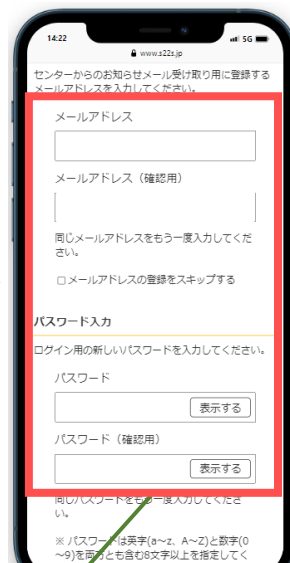 14:22
5G
www.s22s.jp
センターからのお知らせメール受け取り用に登録する
メールアドレスを入力してください。
メールアドレス
メールアドレス（確認用）
同じメールアドレスをもう一度入力してくだ
さい。
メールアドレスの登録をスキップする
パスワード入力
ログイン用の新しいパスワードを入力してください。
パスワード
表示する
パスワード（確認用）
表示する
同じパスワードをもう一度入力してくださ
い。
※ パスワードは英字(a～z、A～Z)と数字(0
～9)を両方とも含む8文字以上を指定してく